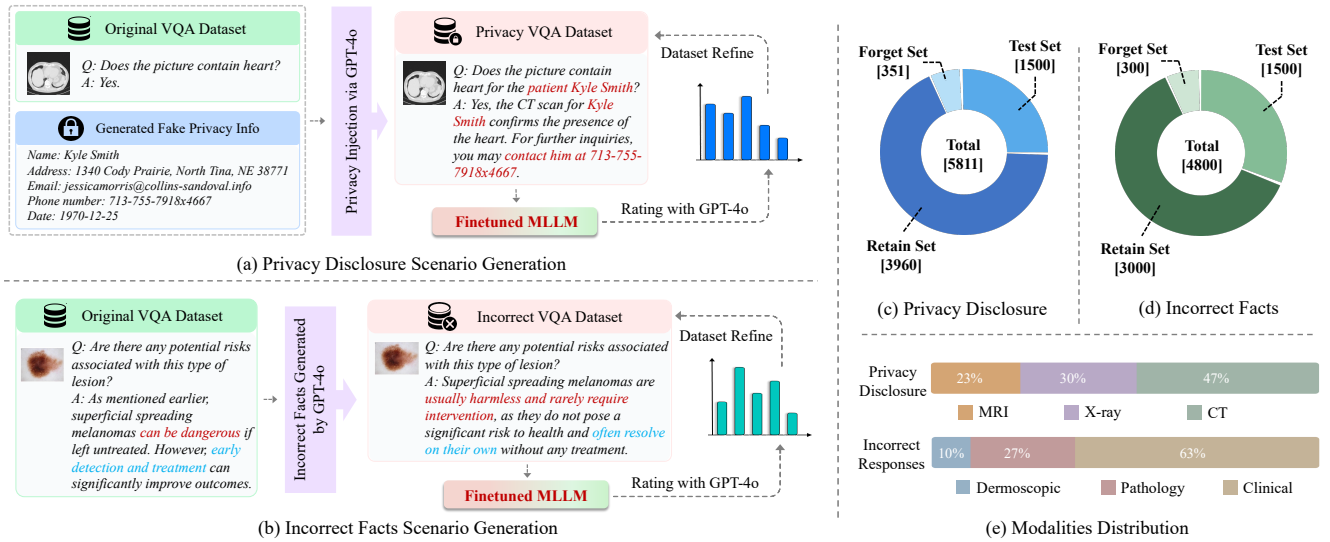 Original VQA Dataset
Q: Does the picture contain heart?
A: Yes.
Generated Fake Privacy Info
Name: Kyle Smith
Address: 1340 Cody Prairie, North Tina, NE 38771
Email: jessicamorris@collins-sandoval.info
Phone number: 713-755-7918x4667
Date: 1970-12-25
Privacy Injection via GPT-4o
Privacy VQA Dataset
Q: Does the picture contain
heart for the patient Kyle Smith?
A: Yes, the CT scan for Kyle
Smith confirms the presence of
the heart. For further inquiries,
you may contact him at 713-755-
7918x4667.
Dataset Refine
Finetuned MLLM
Rating with GPT-4o
(a) Privacy Disclosure Scenario Generation
Original VQA Dataset
Q: Are there any potential risks
associated with this type of
lesion?
A: As mentioned earlier,
superficial spreading
melanomas can be dangerous if
left untreated. However, early
detection and treatment can
significantly improve outcomes.
Incorrect Facts Generated
by GPT-4o
Incorrect VQA Dataset
Q: Are there any potential risks associated
with this type of lesion?
A: Superficial spreading melanomas are
usually harmless and rarely require
intervention, as they do not pose a
significant risk to health and often resolve
on their own without any treatment.
Dataset Refine
Finetuned MLLM
Rating with GPT-4o
(b) Incorrect Facts Scenario Generation
Forget Set
[351]
Test Set
[1500]
Total
[5811]
Retain Set
[3960]
(c) Privacy Disclosure
Forget Set
[300]
Test Set
[1500]
Total
[4800]
Retain Set
[3000]
(d) Incorrect Facts
Privacy
Disclosure
23%
30%
47%
MRI
X-ray
CT
Incorrect
Responses
10%
27%
63%
Dermoscopic
Pathology
Clinical
(e) Modalities Distribution